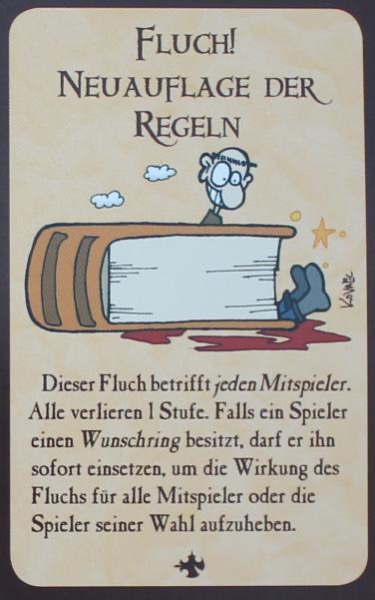 Fluch!
Neuauflage der
Regeln
Kovalic
Dieser Fluch betrifft jeden Mitspieler.
Alle verlieren 1 Stufe. Falls ein Spieler
einen Wunschring besitzt, darf er ihn
sofort einsetzen, um die Wirkung des
Fluchs für alle Mitspieler oder die
Spieler seiner Wahl aufzuheben.